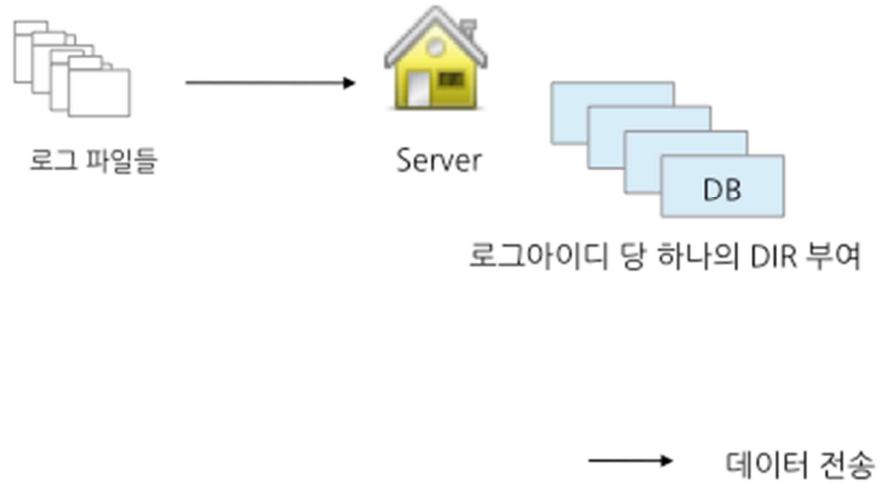 로그 파일들
Server
DB
로그아이디 당 하나의 DIR 부여
데이터 전송